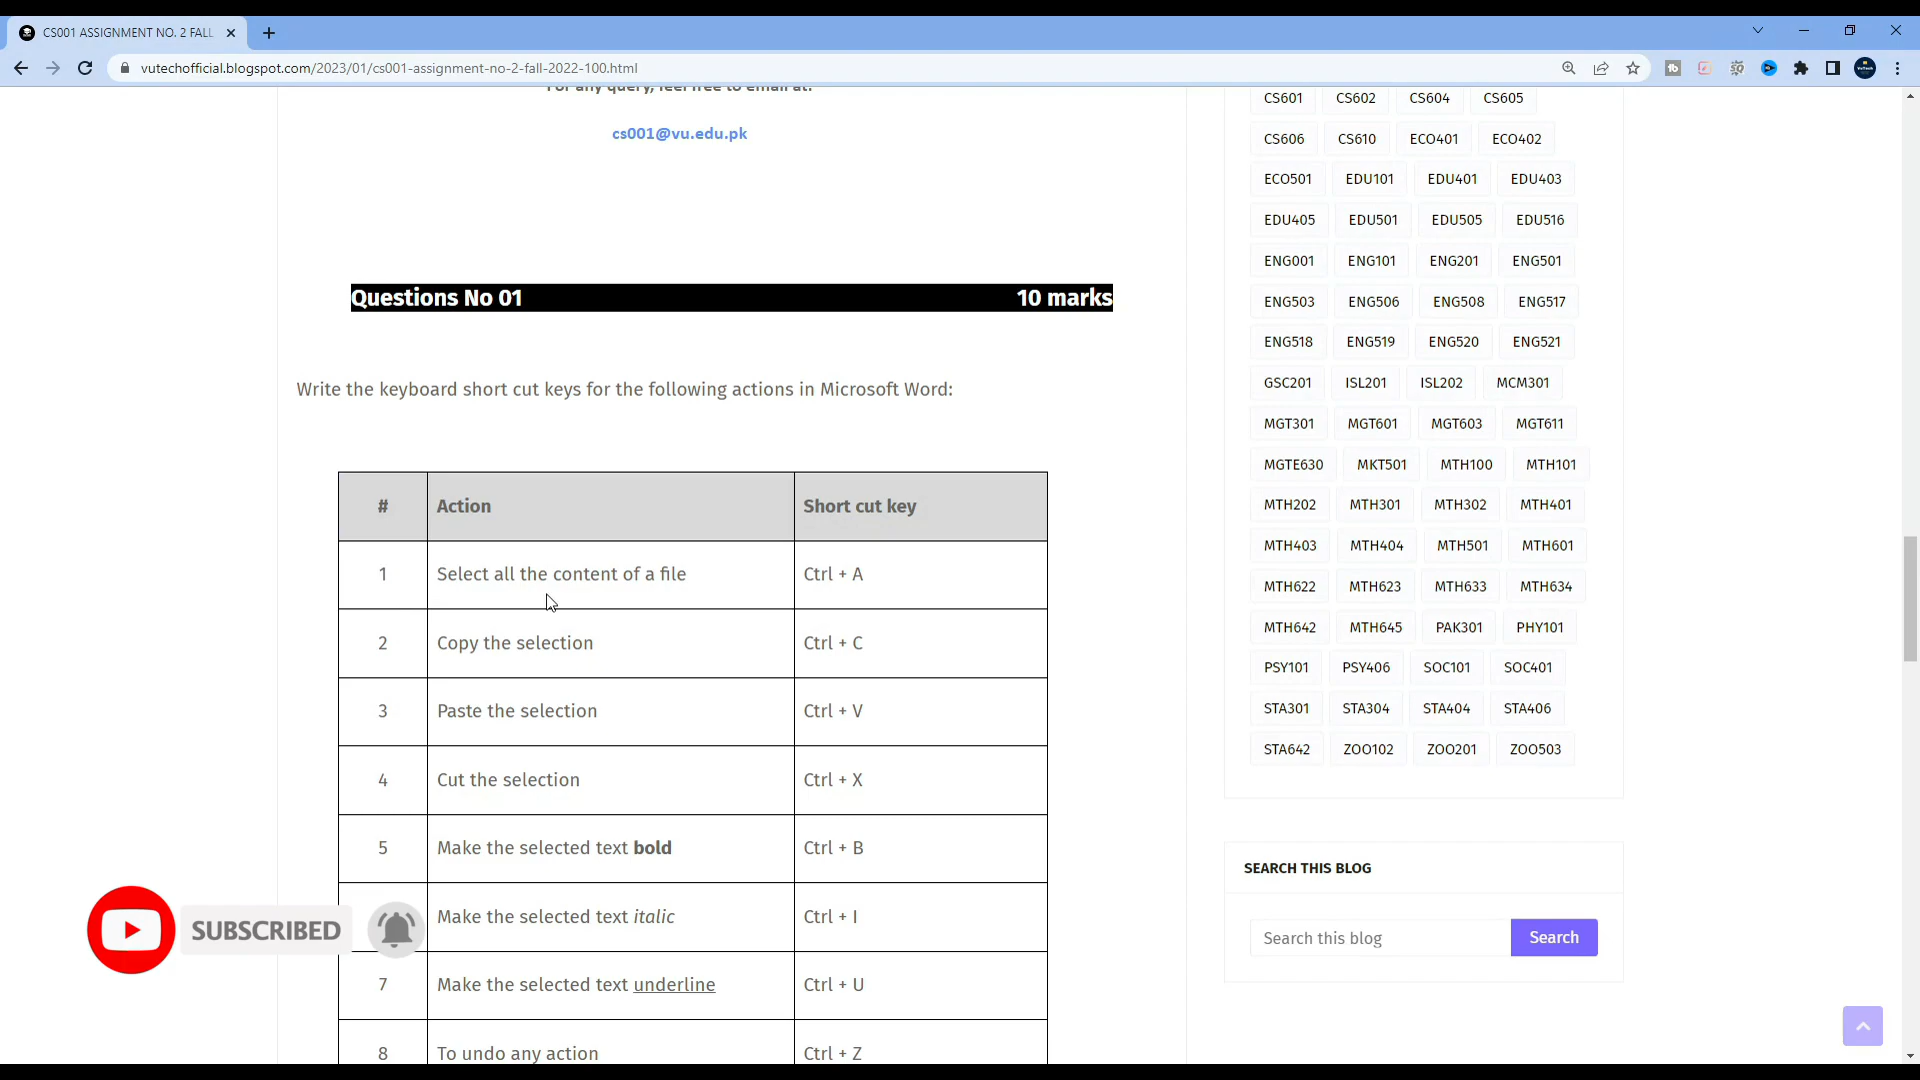 CS001 ASSIGNMENT NO. 2 FALL
vutechofficial.blogspot.com/2023/01/cs001-assignment-no-2-fall-2022-100.html
For any query, feel free to email at:
cs001@vu.edu.pk
Questions No 01 10 marks
Write the keyboard short cut keys for the following actions in Microsoft Word:
# Action Short cut key
1 Select all the content of a file Ctrl + A
2 Copy the selection Ctrl + C
3 Paste the selection Ctrl + V
4 Cut the selection Ctrl + X
5 Make the selected text bold Ctrl + B
Make the selected text italic Ctrl + I
7 Make the selected text underline Ctrl + U
8 To undo any action Ctrl + Z
SUBSCRIBED
CS601 CS602 CS604 CS605
CS606 CS610 ECO401 ECO402
ECO501 EDU101 EDU401 EDU403
EDU405 EDU501 EDU505 EDU516
ENG001 ENG101 ENG201 ENG501
ENG503 ENG506 ENG508 ENG517
ENG518 ENG519 ENG520 ENG521
GSC201 ISL201 ISL202 MCM301
MGT301 MGT601 MGT603 MGT611
MGTE630 MKT501 MTH100 MTH101
MTH202 MTH301 MTH302 MTH401
MTH403 MTH404 MTH501 MTH601
MTH622 MTH623 MTH633 MTH634
MTH642 MTH645 PAK301 PHY101
PSY101 PSY406 SOC101 SOC401
STA301 STA304 STA404 STA406
STA642 ZOO102 ZOO201 ZOO503
SEARCH THIS BLOG
Search this blog Search